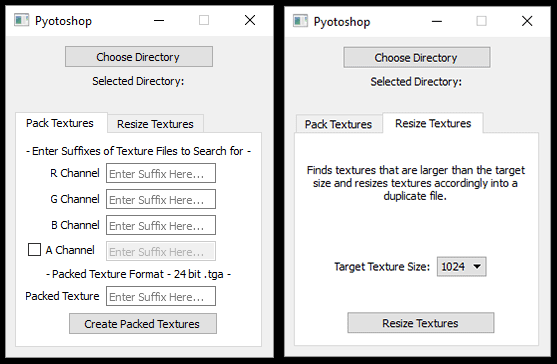 Pyotoshop
Choose Directory
Selected Directory:
Pack Textures
Resize Textures
- Enter Suffixes of Texture Files to Search for -
R Channel
Enter Suffix Here...
G Channel
Enter Suffix Here...
B Channel
Enter Suffix Here...
A Channel
Enter Suffix Here...
- Packed Texture Format - 24 bit .tga -
Packed Texture
Enter Suffix Here...
Create Packed Textures
Pyotoshop
Choose Directory
Selected Directory:
Pack Textures
Resize Textures
Finds textures that are larger than the target
size and resizes textures accordingly into a
duplicate file.
Target Texture Size:
1024
Resize Textures